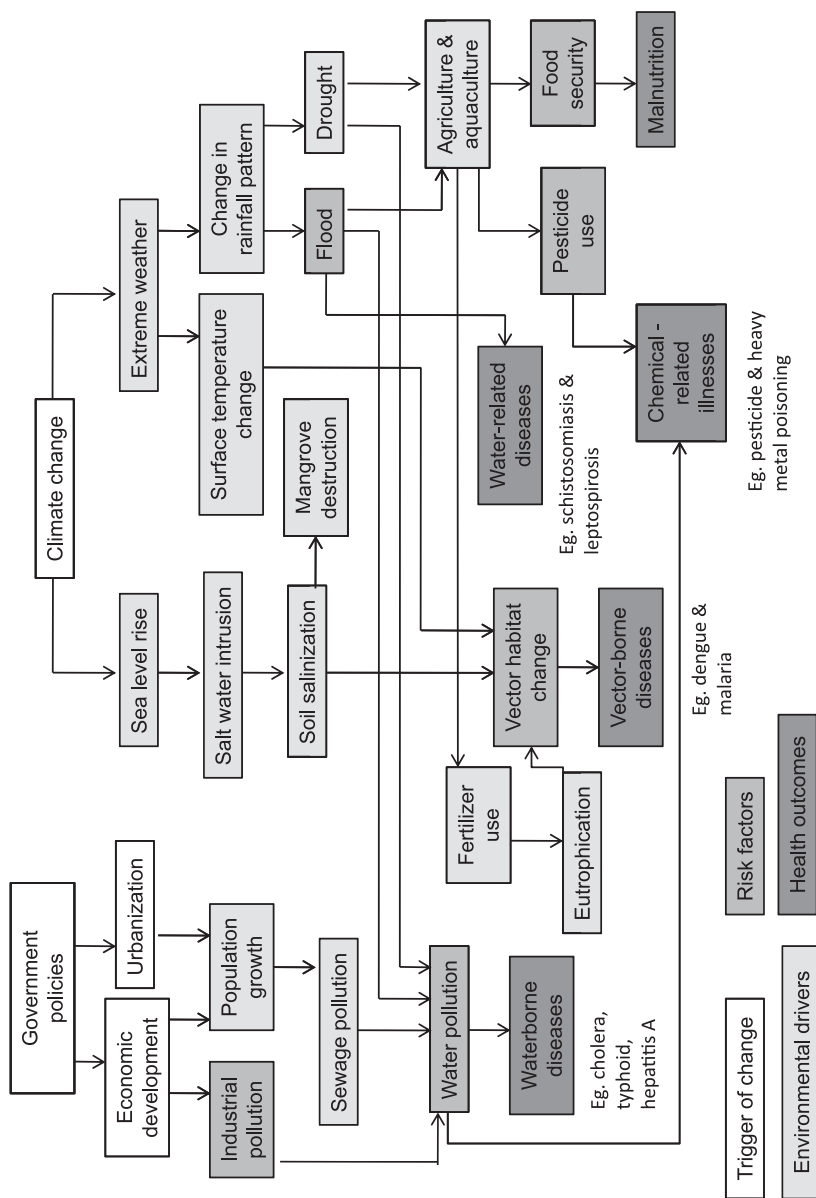 Government
policies
Economic
development
Urbanization
Industrial
pollution
Population
growth
Sewage pollution
Water pollution
Waterborne
diseases
Eg. cholera,
typhoid,
hepatitis A
Climate change
Sea level rise
Salt water intrusion
Soil salinization
Mangrove
destruction
Extreme weather
Surface temperature
change
Change in
rainfall pattern
Flood
Drought
Agriculture &
aquaculture
Food
security
Malnutrition
Pesticide
use
Chemical -
related
illnesses
Eg. pesticide & heavy
metal poisoning
Water-related
diseases
Eg. schistosomiasis &
leptospirosis
Fertilizer
use
Eutrophication
Vector habitat
change
Vector-borne
diseases
Eg. dengue &
malaria
Trigger of change
Risk factors
Environmental drivers
Health outcomes